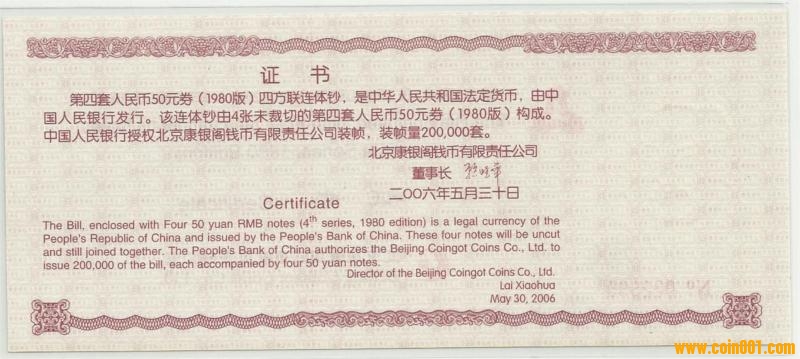 证 书
第四套人民币50元券（1980版）四方联连体钞，是中华人民共和国法定货币，由中
国人民银行发行。该连体钞由4张未裁切的第四套人民币50元券（1980版）构成。
中国人民银行授权北京康银阁钱币有限责任公司装帧，装帧量200,000套。
北京康银阁钱币有限责任公司
董事长
二〇〇六年五月三十日
Certificate
The Bill, enclosed with Four 50 yuan RMB notes (4th series, 1980 edition) is a legal currency of the
People's Republic of China and issued by the People's Bank of China. These four notes will be uncut
and still joined together. The People's Bank of China authorizes the Beijing Coingot Coins Co., Ltd. to
issue 200,000 of the bill, each accompanied by four 50 yuan notes.
Director of the Beijing Coingot Coins Co., Ltd.
Lai Xiaohua
May 30, 2006
www.coin001.com